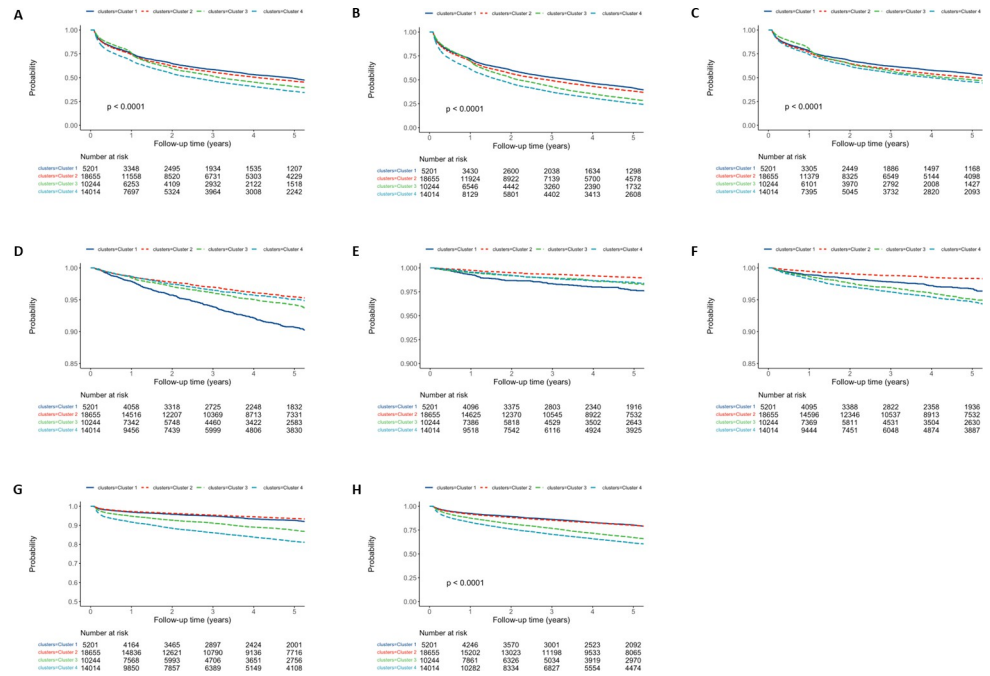 A
clusters=Cluster 1 clusters=Cluster 2 clusters=Cluster 3 clusters=Cluster 4
Probability
1.00
0.75
0.50
0.25
0.00
p < 0.0001
0 1 2 3 4 5
Follow-up time (years)
Number at risk
clusters=Cluster 1 5201 3348 2495 1934 1535 1207
clusters=Cluster 2 18655 11558 8520 6731 5303 4229
clusters=Cluster 3 10244 6253 4109 2932 2122 1518
clusters=Cluster 4 14014 7697 5324 3964 3008 2242
B
clusters=Cluster 1 clusters=Cluster 2 clusters=Cluster 3 clusters=Cluster 4
Probability
1.00
0.75
0.50
0.25
0.00
p < 0.0001
0 1 2 3 4 5
Follow-up time (years)
Number at risk
clusters=Cluster 1 5201 3430 2600 2038 1634 1298
clusters=Cluster 2 18655 11924 8922 7139 5700 4578
clusters=Cluster 3 10244 6546 4442 3260 2390 1732
clusters=Cluster 4 14014 8129 5801 4402 3413 2608
C
clusters=Cluster 1 clusters=Cluster 2 clusters=Cluster 3 clusters=Cluster 4
Probability
1.00
0.75
0.50
0.25
0.00
p < 0.0001
0 1 2 3 4 5
Follow-up time (years)
Number at risk
clusters=Cluster 1 5201 3305 2449 1886 1497 1168
clusters=Cluster 2 18655 11379 8325 6549 5144 4098
clusters=Cluster 3 10244 6101 3970 2792 2008 1427
clusters=Cluster 4 14014 7395 5045 3732 2820 2093
D
clusters=Cluster 1 clusters=Cluster 2 clusters=Cluster 3 clusters=Cluster 4
Probability
1.00
0.95
0.90
0.85
0 1 2 3 4 5
Follow-up time (years)
Number at risk
clusters=Cluster 1 5201 4058 3318 2725 2248 1832
clusters=Cluster 2 18655 14516 12207 10369 8713 7331
clusters=Cluster 3 10244 7342 5748 4460 3422 2583
clusters=Cluster 4 14014 9456 7439 5999 4806 3830
E
clusters=Cluster 1 clusters=Cluster 2 clusters=Cluster 3 clusters=Cluster 4
Probability
1.000
0.975
0.950
0.925
0.900
0 1 2 3 4 5
Follow-up time (years)
Number at risk
clusters=Cluster 1 5201 4096 3375 2803 2340 1916
clusters=Cluster 2 18655 14625 12370 10545 8922 7532
clusters=Cluster 3 10244 7386 5818 4529 3502 2643
clusters=Cluster 4 14014 9518 7542 6116 4924 3925
F
clusters=Cluster 1 clusters=Cluster 2 clusters=Cluster 3 clusters=Cluster 4
Probability
1.00
0.95
0.90
0.85
0 1 2 3 4 5
Follow-up time (years)
Number at risk
clusters=Cluster 1 5201 4095 3388 2822 2358 1936
clusters=Cluster 2 18655 14596 12346 10537 8913 7532
clusters=Cluster 3 10244 7369 5811 4531 3504 2630
clusters=Cluster 4 14014 9444 7451 6048 4874 3887
G
clusters=Cluster 1 clusters=Cluster 2 clusters=Cluster 3 clusters=Cluster 4
Probability
1.0
0.9
0.8
0.7
0.6
0.5
0 1 2 3 4 5
Follow-up time (years)
Number at risk
clusters=Cluster 1 5201 4164 3465 2897 2424 2001
clusters=Cluster 2 18655 14836 12621 10790 9136 7716
clusters=Cluster 3 10244 7568 5993 4706 3651 2756
clusters=Cluster 4 14014 9850 7857 6389 5149 4108
H
clusters=Cluster 1 clusters=Cluster 2 clusters=Cluster 3 clusters=Cluster 4
Probability
1.00
0.75
0.50
0.25
0.00
p < 0.0001
0 1 2 3 4 5
Follow-up time (years)
Number at risk
clusters=Cluster 1 5201 4246 3570 3001 2523 2092
clusters=Cluster 2 18655 15202 13023 11198 9533 8065
clusters=Cluster 3 10244 7861 6326 5034 3919 2970
clusters=Cluster 4 14014 10282 8334 6827 5554 4474